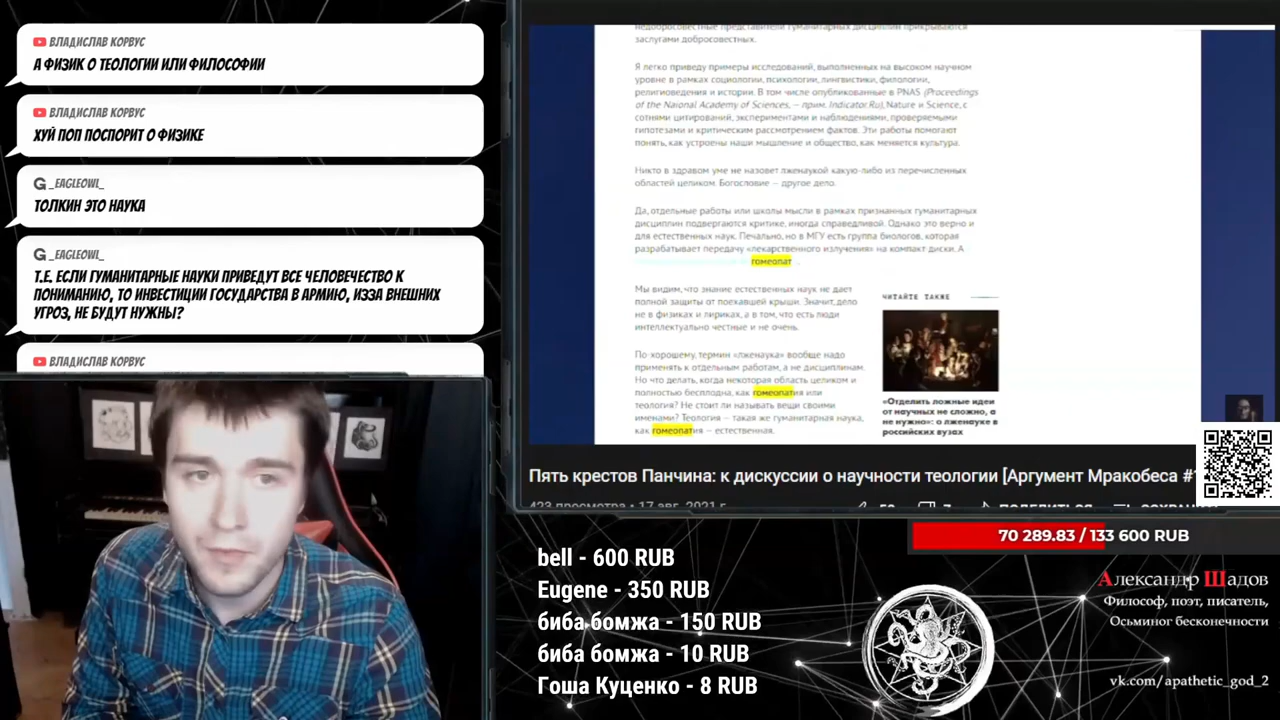 ВЛАДИСЛАВ КОРВУС
А ФИЗИК О ТЕОЛОГИИ ИЛИ ФИЛОСОФИИ
ВЛАДИСЛАВ КОРВУС
ХУЙ ПОП ПОСПОРИТ О ФИЗИКЕ
_EAGLEOWL_
ТОЛКИН ЭТО НАУКА
_EAGLEOWL_
Т.Е. ЕСЛИ ГУМАНИТАРНЫЕ НАУКИ ПРИВЕДУТ ВСЕ ЧЕЛОВЕЧЕСТВО К
ПОНИМАНИЮ, ТО ИНВЕСТИЦИИ ГОСУДАРСТВА В АРМИЮ, ИЗЗА ВНЕШНИХ
УГРОЗ, НЕ БУДУТ НУЖНЫ?
ВЛАДИСЛАВ КОРВУС
недобросовестные представители гуманитарных дисциплин прикрываются
заслугами добросовестных.
Я легко приведу примеры исследований, выполненных на высоком научном
уровне в рамках социологии, психологии, лингвистики, филологии,
религиоведения и истории. В том числе опубликованные в PNAS (Proceedings
of the Naional Academy of Sciences, — прим. Indicator.Ru), Nature и Science, с
сотнями цитирований, экспериментами и наблюдениями, проверяемыми
гипотезами и критическим рассмотрением фактов. Эти работы помогают
понять, как устроены наши мышление и общество, как меняется культура.
Никто в здравом уме не назовет лженаукой какую-либо из перечисленных
областей целиком. Богословие — другое дело.
Да, отдельные работы или школы мысли в рамках признанных гуманитарных
дисциплин подвергаются критике, иногда справедливой. Однако это верно и
для естественных наук. Печально, но в МГУ есть группа биологов, которая
разрабатывает передачу «лекарственного излучения» на компакт диски. А
гомеопат .
Мы видим, что знание естественных наук не дает
полной защиты от поехавшей крыши. Значит, дело
не в физиках и лириках, а в том, что есть люди
интеллектуально честные и не очень.
По хорошему, термин «лженаука» вообще надо
применять к отдельным работам, а не дисциплинам.
Но что делать, когда некоторая область целиком и
полностью бесплодна, как гомеопатия или
теология? Не стоит ли называть вещи своими
именами? Теология — такая же гуманитарная наука,
как гомеопатия — естественная.
ЧИТАЙТЕ ТАКЖЕ
«Отделить ложные идеи
от научных не сложно, а
не нужно»: о лженауке в
российских вузах
Пять крестов Панчина: к дискуссии о научности теологии [Аргумент Мракобеса #
423 просмотра • 17 авг. 2021 г.
ПОДЕЛИТЬСЯ
70 289.83 / 133 600 RUB
bell - 600 RUB
Eugene - 350 RUB
биба бомжа - 150 RUB
биба бомжа - 10 RUB
Гоша Куценко - 8 RUB
Александр Шадов
Философ, поэт, писатель,
Осьминог бесконечности
vk.com/apathetic_god_2